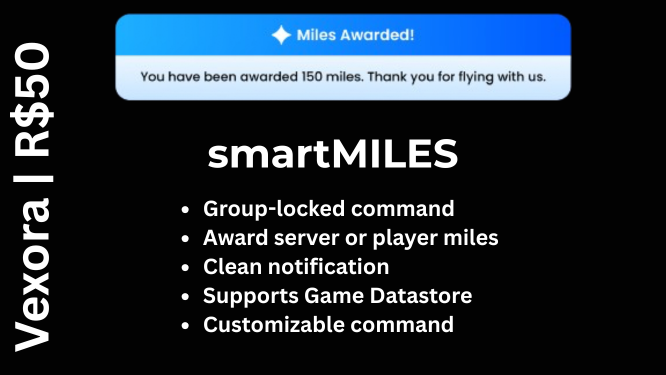 Vexora | R$50
Miles Awarded!
You have been awarded 150 miles. Thank you for flying with us.
smartMILES
• Group-locked command
• Award server or player miles
• Clean notification
• Supports Game Datastore
• Customizable command